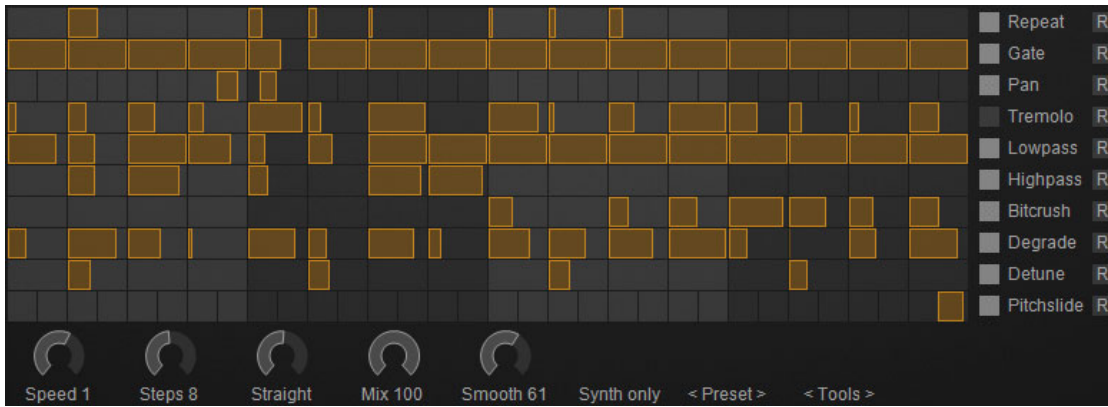 Repeat R
Gate R
Pan R
Tremolo R
Lowpass R
Highpass R
Bitcrush R
Degrade R
Detune R
Pitchslide R
Speed 1 Steps 8 Straight Mix 100 Smooth 61 Synth only < Preset > < Tools >